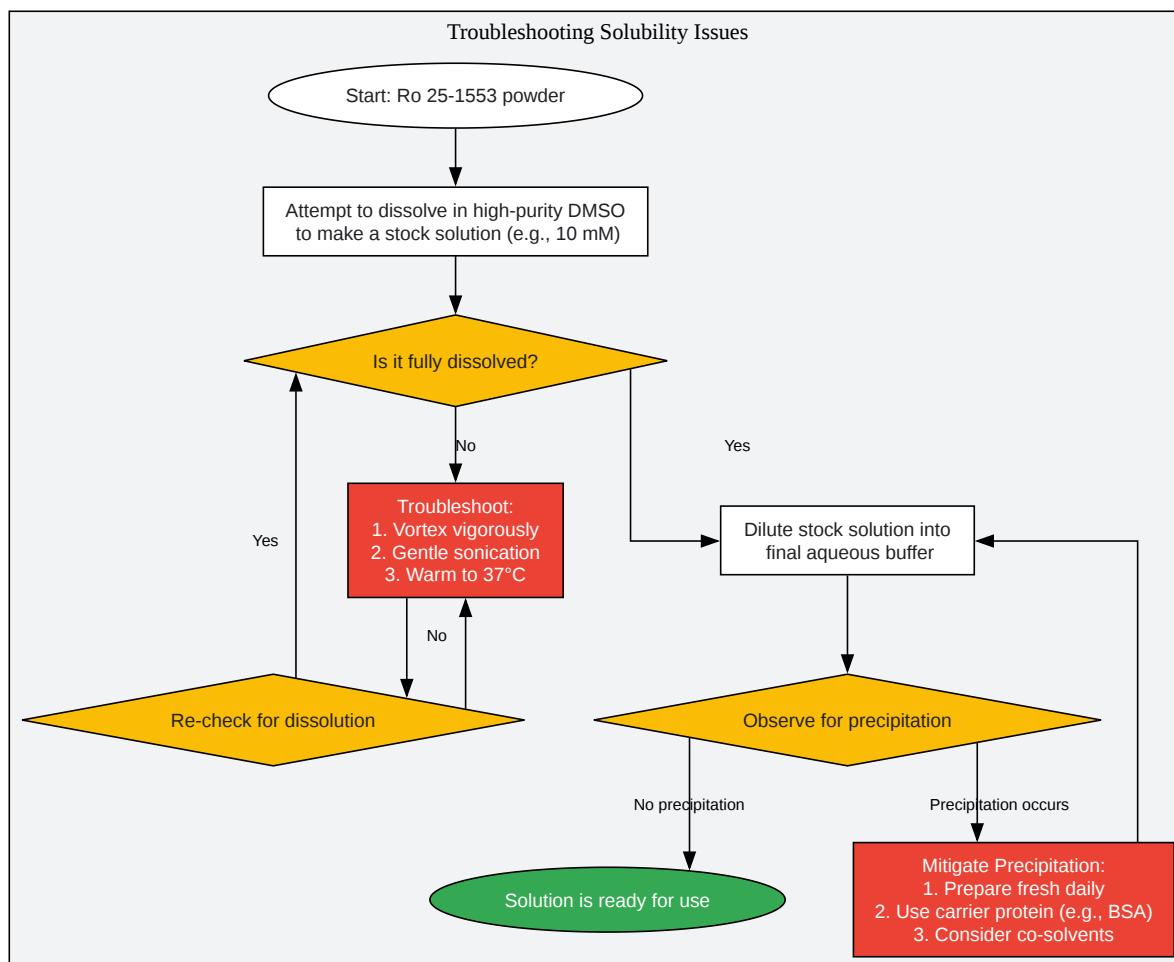 Troubleshooting Solubility Issues
Start: Ro 25-1553 powder
Attempt to dissolve in high-purity DMSO
to make a stock solution (e.g., 10 mM)
Is it fully dissolved?
No
Yes
Troubleshoot:
1. Vortex vigorously
2. Gentle sonication
3. Warm to 37°C
Dilute stock solution into
final aqueous buffer
Yes
No
Re-check for dissolution
Observe for precipitation
No precipitation
Precipitation occurs
Solution is ready for use
Mitigate Precipitation:
1. Prepare fresh daily
2. Use carrier protein (e.g., BSA)
3. Consider co-solvents